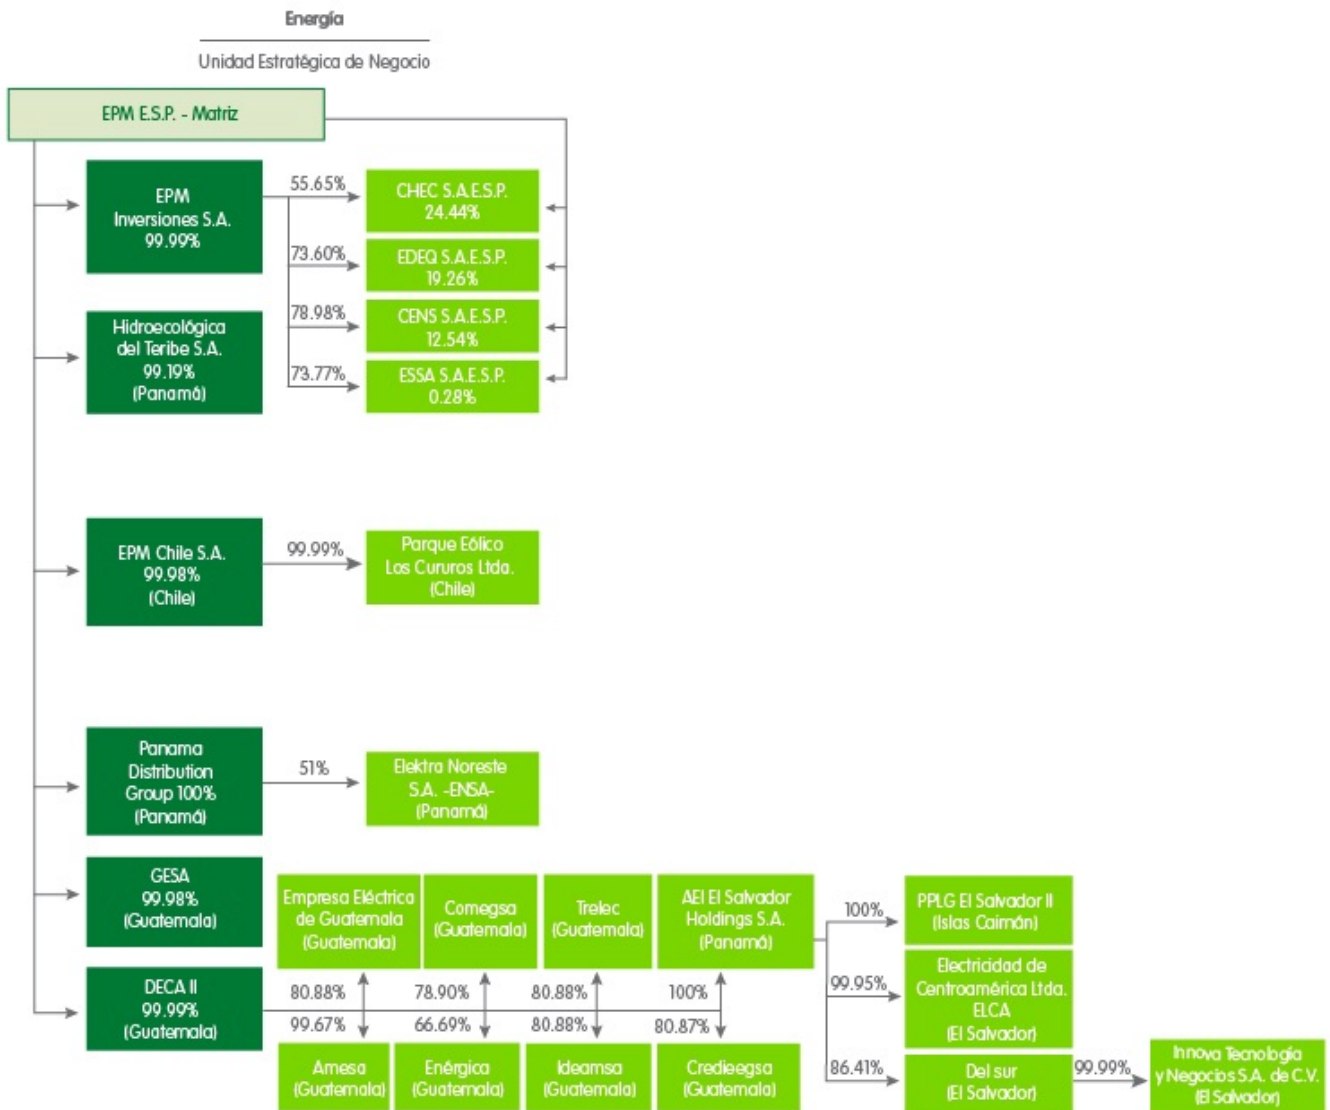 Energía
Unidad Estratégica de Negocio
EPM E.S.P. - Matriz
EPM
Inversiones S.A.
99.99%
55.65%
CHEC S.A.E.S.P.
24.44%
73.60%
EDEQ S.A.E.S.P.
19.26%
78.98%
CENS S.A.E.S.P.
12.54%
73.77%
ESSA S.A.E.S.P.
0.28%
Hidroecológica
del Teribe S.A.
99.19%
(Panamá)
EPM Chile S.A.
99.98%
(Chile)
99.99%
Parque Eólico
Los Cururos Ltda.
(Chile)
Panama
Distribution
Group 100%
(Panamá)
51%
Elektra Noreste
S.A. -ENSA-
(Panamá)
GESA
99.98%
(Guatemala)
DECA II
99.99%
(Guatemala)
Empresa Eléctrica
de Guatemala
(Guatemala)
Comegsa
(Guatemala)
Trelec
(Guatemala)
AEI El Salvador
Holdings S.A.
(Panamá)
80.88%
78.90%
80.88%
100%
99.67%
66.69%
80.88%
80.87%
Amesa
(Guatemala)
Enérgica
(Guatemala)
Ideamsa
(Guatemala)
Credieegsa
(Guatemala)
100%
PPLG El Salvador II
(Islas Caimán)
99.95%
Electricidad de
Centroamérica Ltda.
ELCA
(El Salvador)
86.41%
Del sur
(El Salvador)
99.99%
Innova Tecnología
y Negocios S.A. de C.V.
(El Salvador)